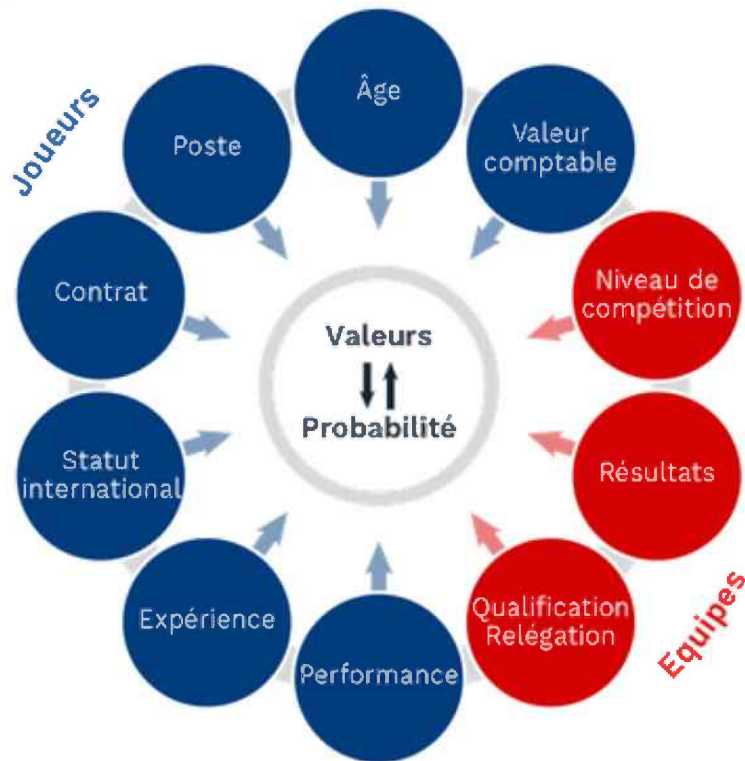 Joueurs
Âge
Poste
Valeur
comptable
Contrat
Niveau de
compétition
Valeurs
Probabilité
Statut
international
Résultats
Expérience
Performance
Qualification
Relégation
Equipes